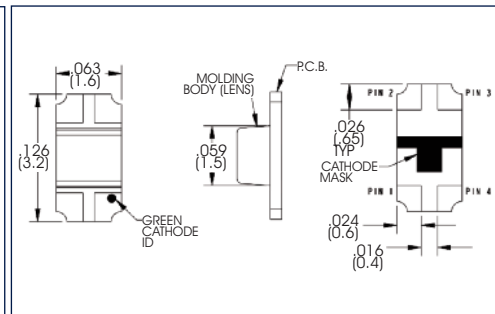 .063
(1.6)
.126
(3.2)
GREEN
CATHODE
ID
MOLDING
BODY (LENS)
P.C.B.
.059
(1.5)
PIN 2
PIN 3
.026
(.65)
TYP
CATHODE
MASK
PIN 1
PIN 4
.024
(0.6)
.016
(0.4)